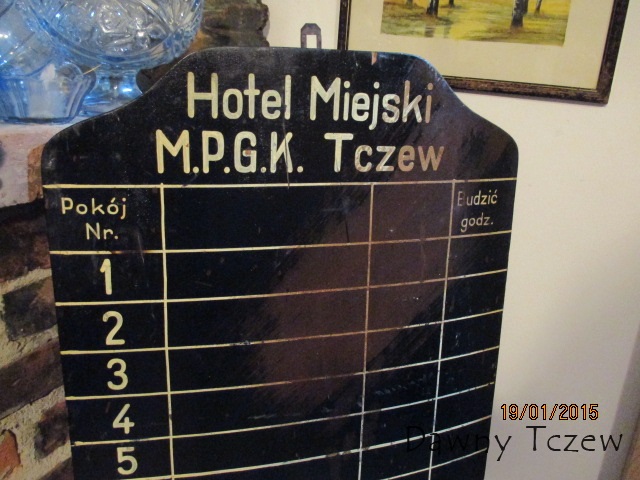 Hotel Miejski
M.P.G.K. Tczew
Pokój
Nr.
Budzić
godz.
1
2
3
4
5
19/01/2015
Dawny Tczew